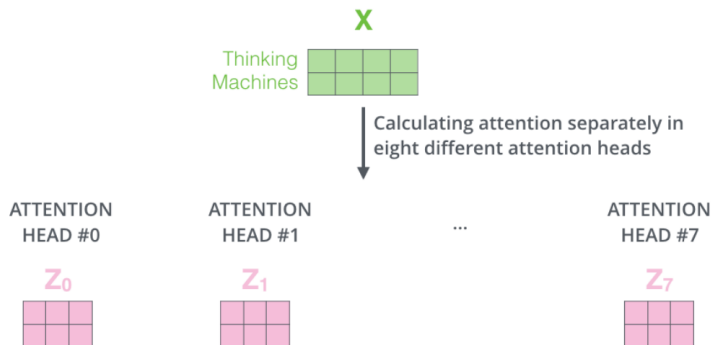 X
Thinking
Machines
Calculating attention separately in
eight different attention heads
ATTENTION
HEAD #0
ATTENTION
HEAD #1
...
ATTENTION
HEAD #7
Z0
Z1
Z7